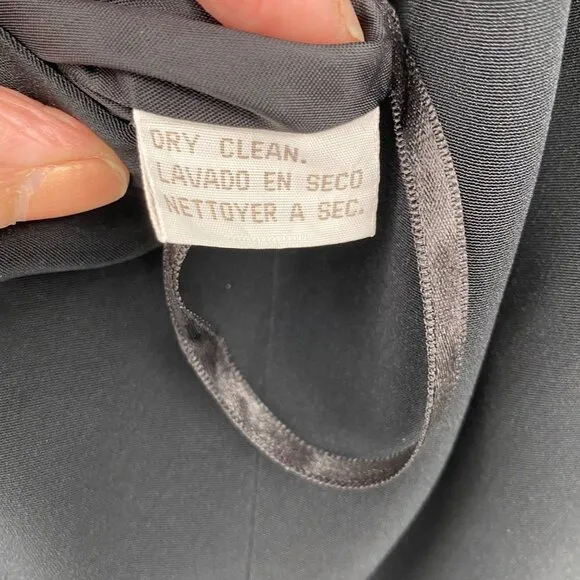 DRY CLEAN.
LAVADO EN SECO
NETTOYER A SEC.